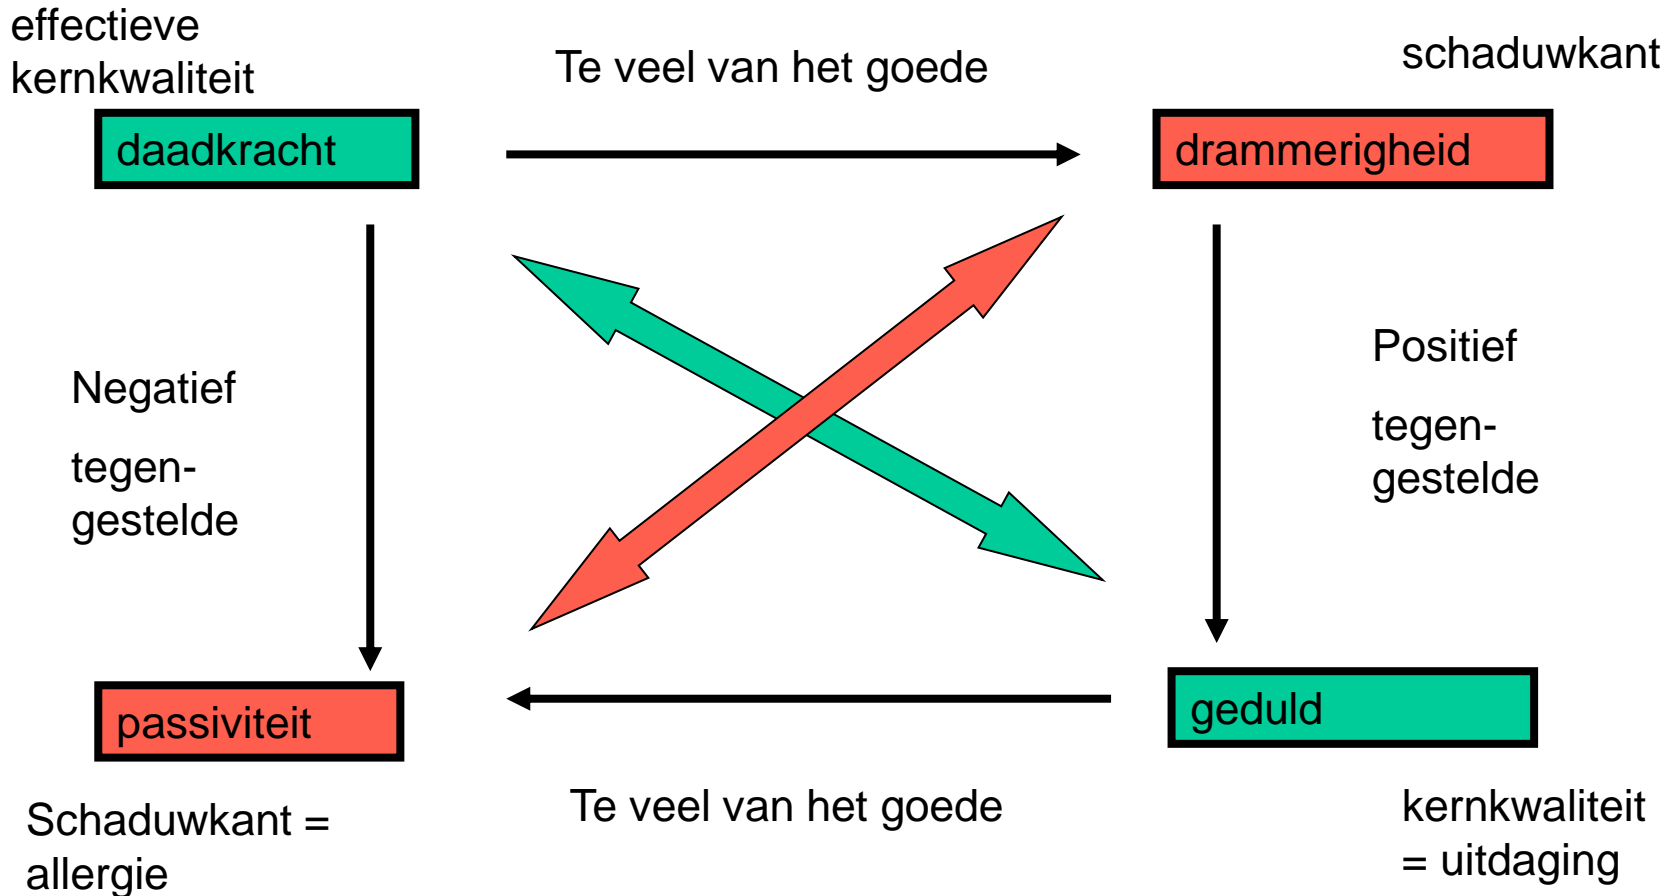 effectieve
kernkwaliteit
Te veel van het goede
schaduwkant
daadkracht
drammerigheid
Negatief
tegen-
gestelde
Positief
tegen-
gestelde
passiviteit
geduld
Schaduwkant =
allergie
Te veel van het goede
kernkwaliteit
= uitdaging